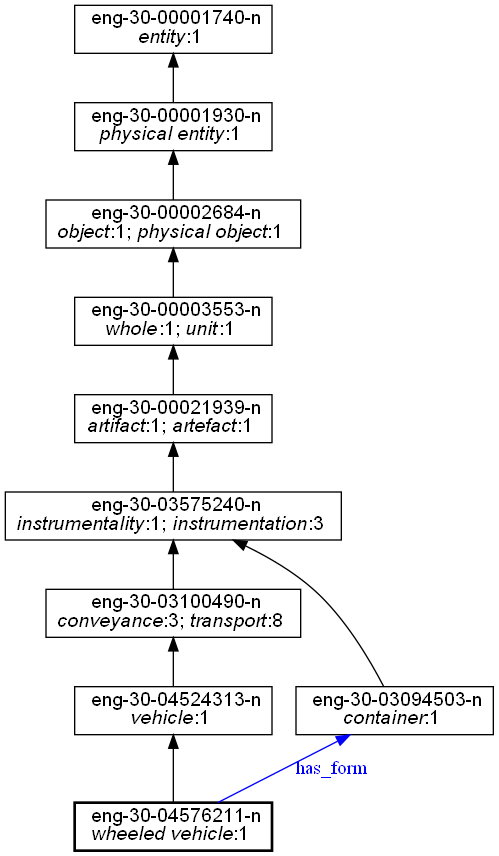 eng-30-00001740-n
entity:1
eng-30-00001930-n
physical entity:1
eng-30-00002684-n
object:1; physical object:1
eng-30-00003553-n
whole:1; unit:1
eng-30-00021939-n
artifact:1; artefact:1
eng-30-03575240-n
instrumentality:1; instrumentation:3
eng-30-03100490-n
conveyance:3; transport:8
eng-30-04524313-n
vehicle:1
eng-30-03094503-n
container:1
has_form
eng-30-04576211-n
wheeled vehicle:1